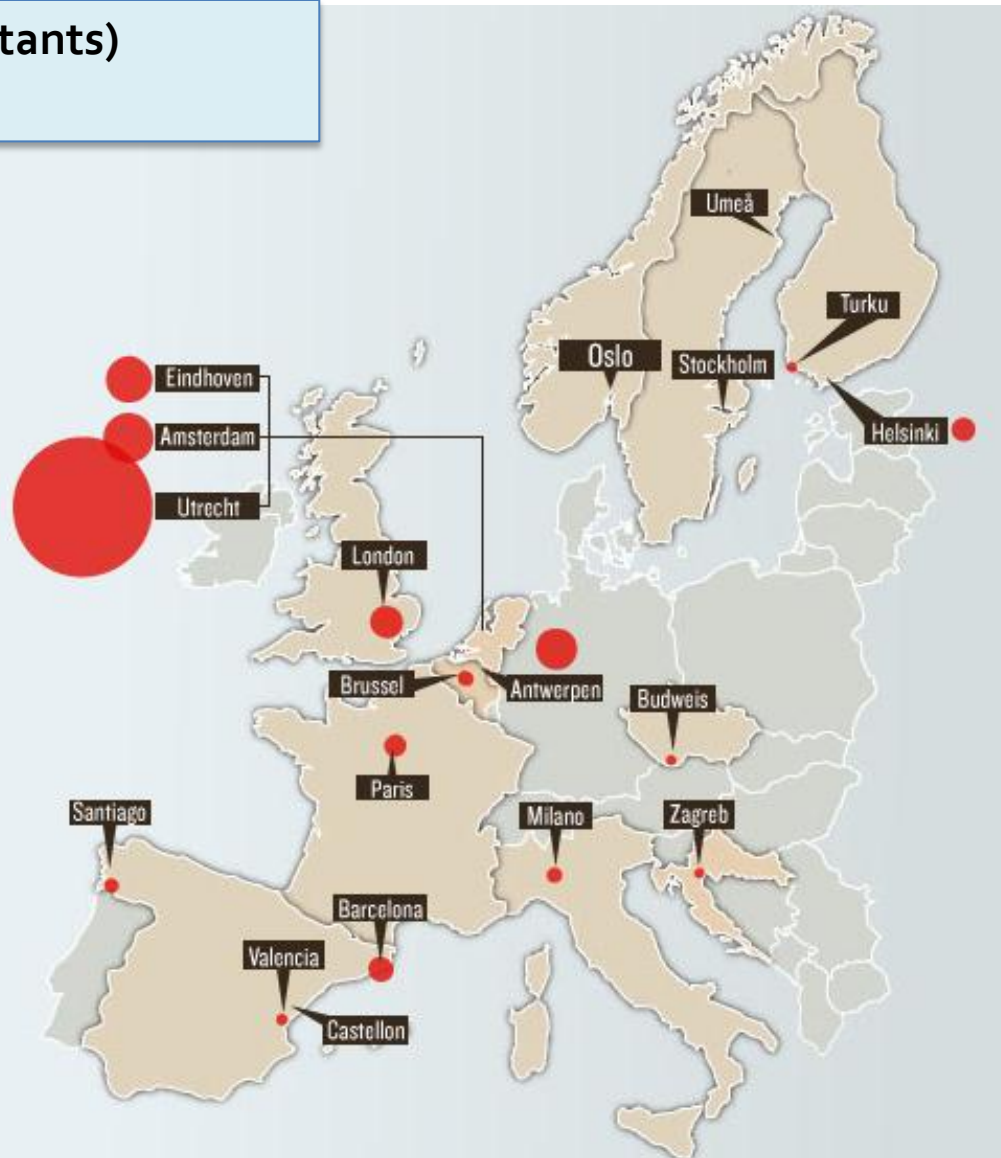 tants)
Umeå
Turku
Oslo
Stockholm
Eindhoven
Helsinki
Amsterdam
Utrecht
London
Brussel
Antwerpen
Budweis
Paris
Santiago
Milano
Zagreb
Barcelona
Valencia
Castellon